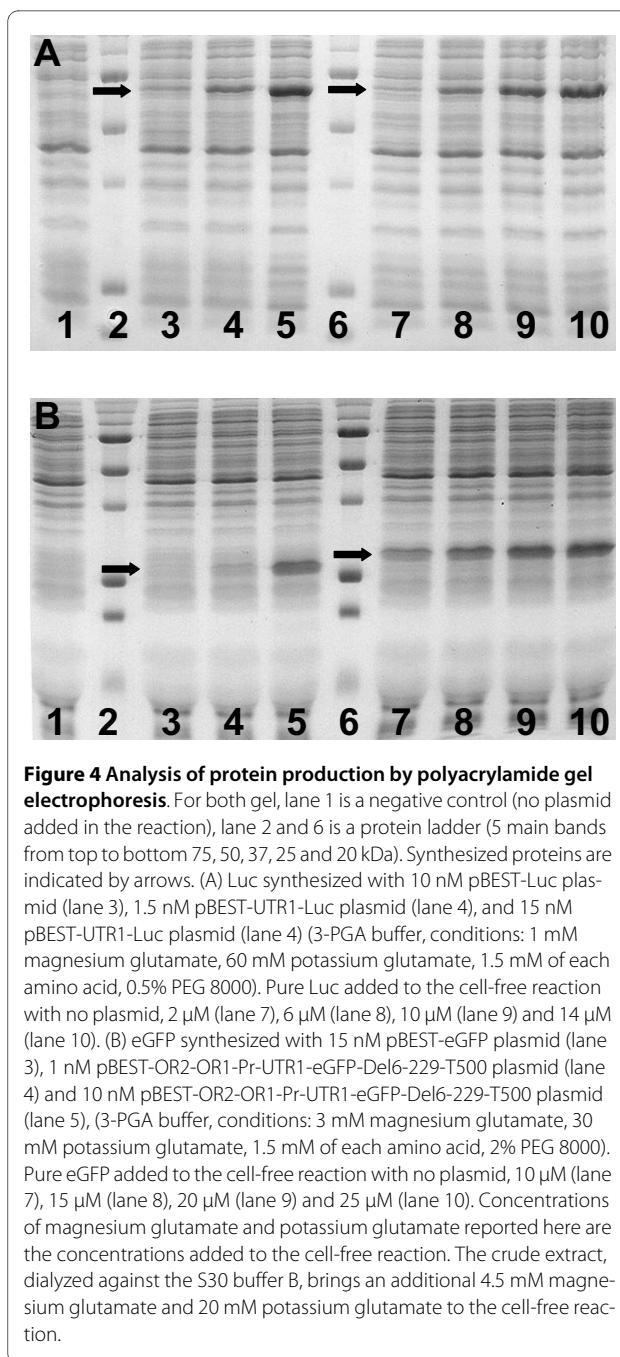 A
1 2 3 4 5 6 7 8 9 10
B
1 2 3 4 5 6 7 8 9 10
Figure 4 Analysis of protein production by polyacrylamide gel
electrophoresis. For both gel, lane 1 is a negative control (no plasmid
added in the reaction), lane 2 and 6 is a protein ladder (5 main bands
from top to bottom 75, 50, 37, 25 and 20 kDa). Synthesized proteins are
indicated by arrows. (A) Luc synthesized with 10 nM pBEST-Luc plas-
mid (lane 3), 1.5 nM pBEST-UTR1-Luc plasmid (lane 4), and 15 nM
pBEST-UTR1-Luc plasmid (lane 4) (3-PGA buffer, conditions: 1 mM
magnesium glutamate, 60 mM potassium glutamate, 1.5 mM of each
amino acid, 0.5% PEG 8000). Pure Luc added to the cell-free reaction
with no plasmid, 2 μM (lane 7), 6 μM (lane 8), 10 μM (lane 9) and 14 μM
(lane 10). (B) eGFP synthesized with 15 nM pBEST-eGFP plasmid (lane
3), 1 nM pBEST-OR2-OR1-Pr-UTR1-eGFP-Del6-229-T500 plasmid (lane
4) and 10 nM pBEST-OR2-OR1-Pr-UTR1-eGFP-Del6-229-T500 plasmid
(lane 5), (3-PGA buffer, conditions: 3 mM magnesium glutamate, 30
mM potassium glutamate, 1.5 mM of each amino acid, 2% PEG 8000).
Pure eGFP added to the cell-free reaction with no plasmid, 10 μM (lane
7), 15 μM (lane 8), 20 μM (lane 9) and 25 μM (lane 10). Concentrations
of magnesium glutamate and potassium glutamate reported here are
the concentrations added to the cell-free reaction. The crude extract,
dialyzed against the S30 buffer B, brings an additional 4.5 mM magne-
sium glutamate and 20 mM potassium glutamate to the cell-free reac-
tion.